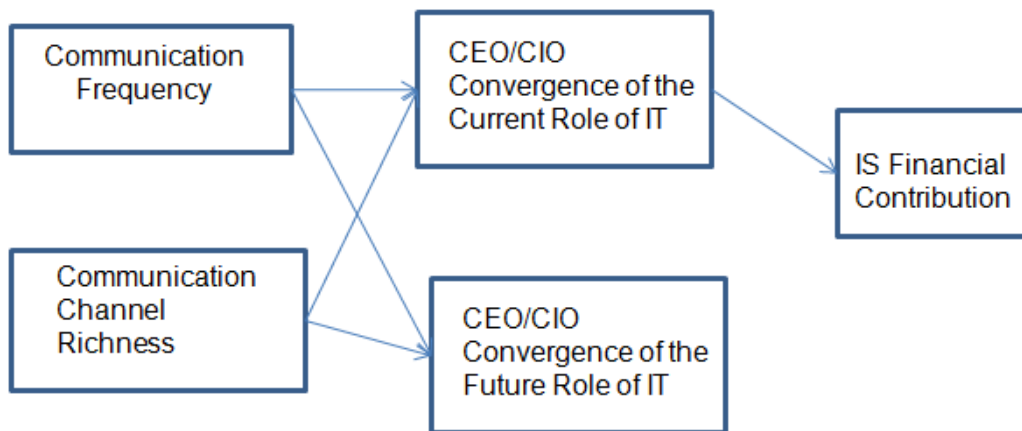 Communication
Frequency
CEO/CIO
Convergence of the
Current Role of IT
IS Financial
Contribution
Communication
Channel
Richness
CEO/CIO
Convergence of the
Future Role of IT